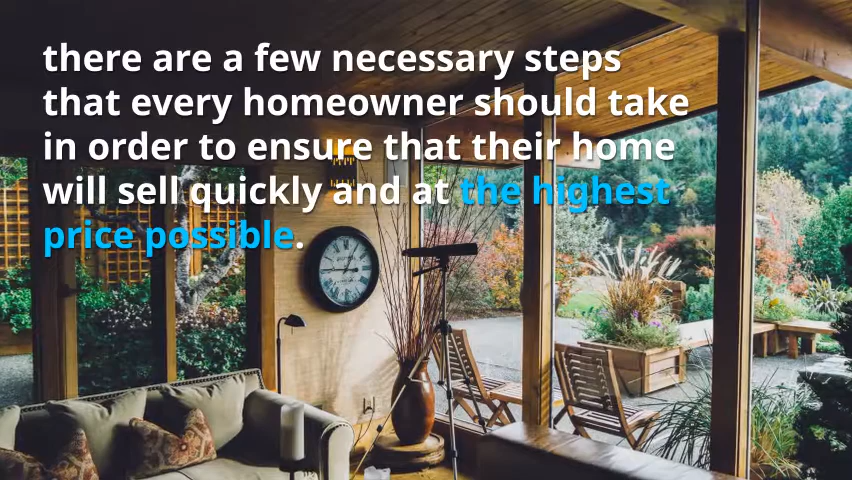 there are a few necessary steps
that every homeowner should take
in order to ensure that their home
will sell quickly and at the highest
price possible.